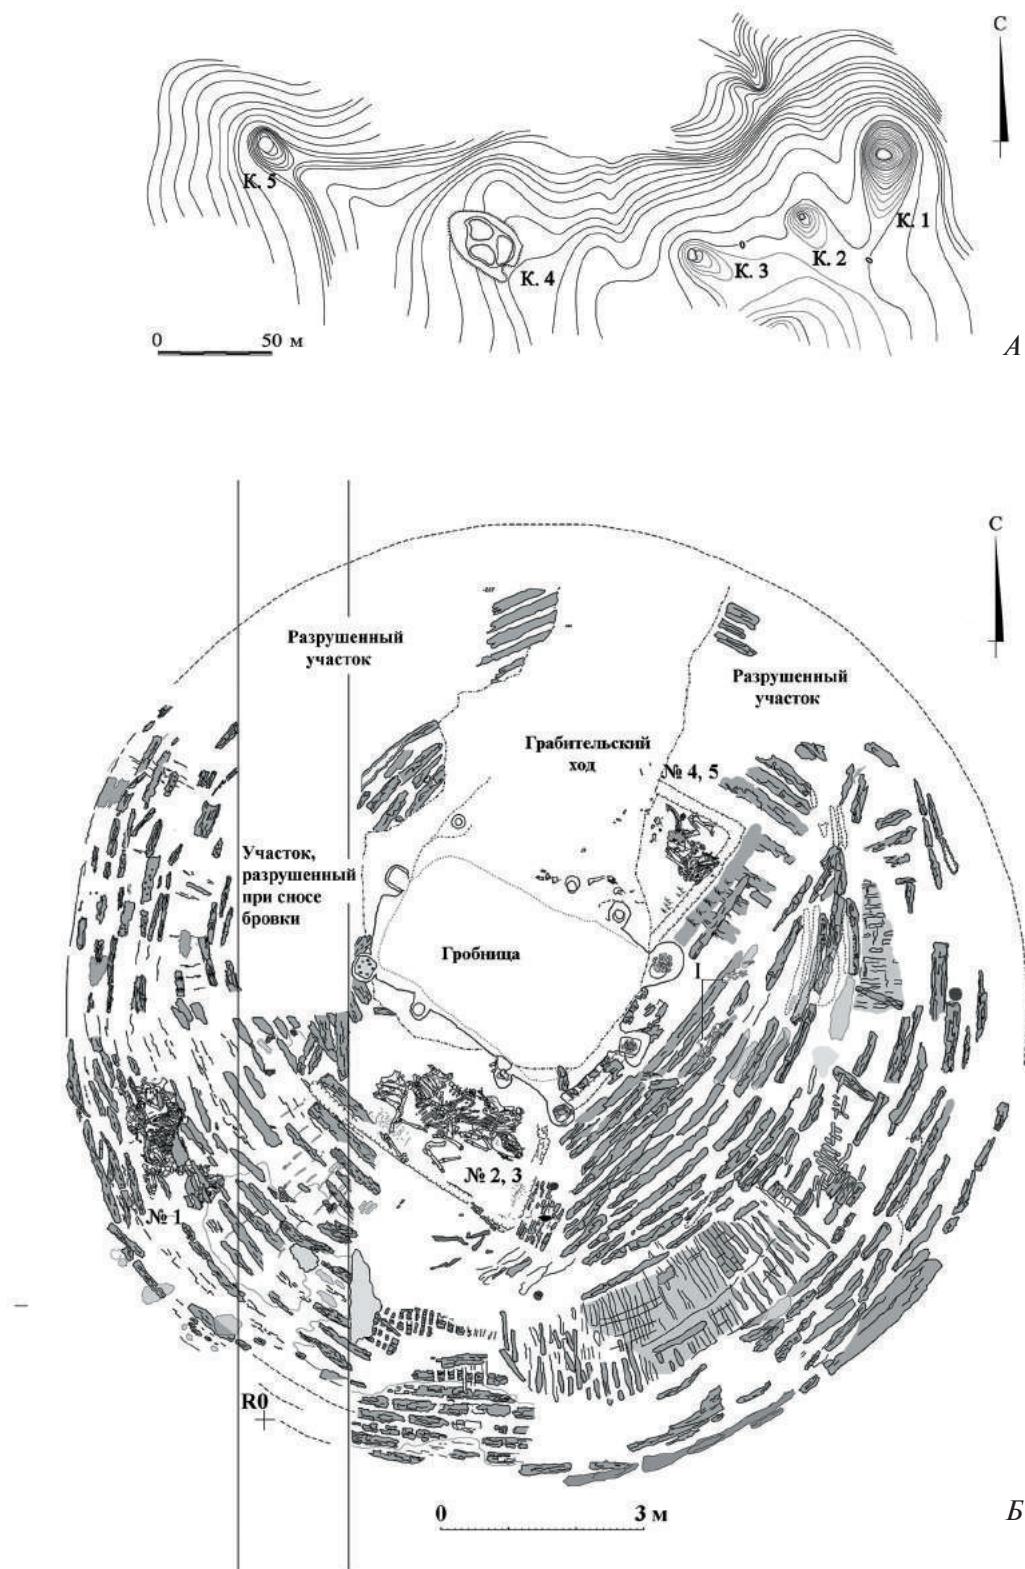 С
К. 5
К. 1
К. 2
К. 3
К. 4
0 50 м
А
С
Разрушенный
участок
Разрушенный
участок
Грабительский
ход
№ 4, 5
Участок,
разрушенный
при сносе
бровки
Гробница
1
№ 2, 3
№ 1
R0
0 3 м
Б